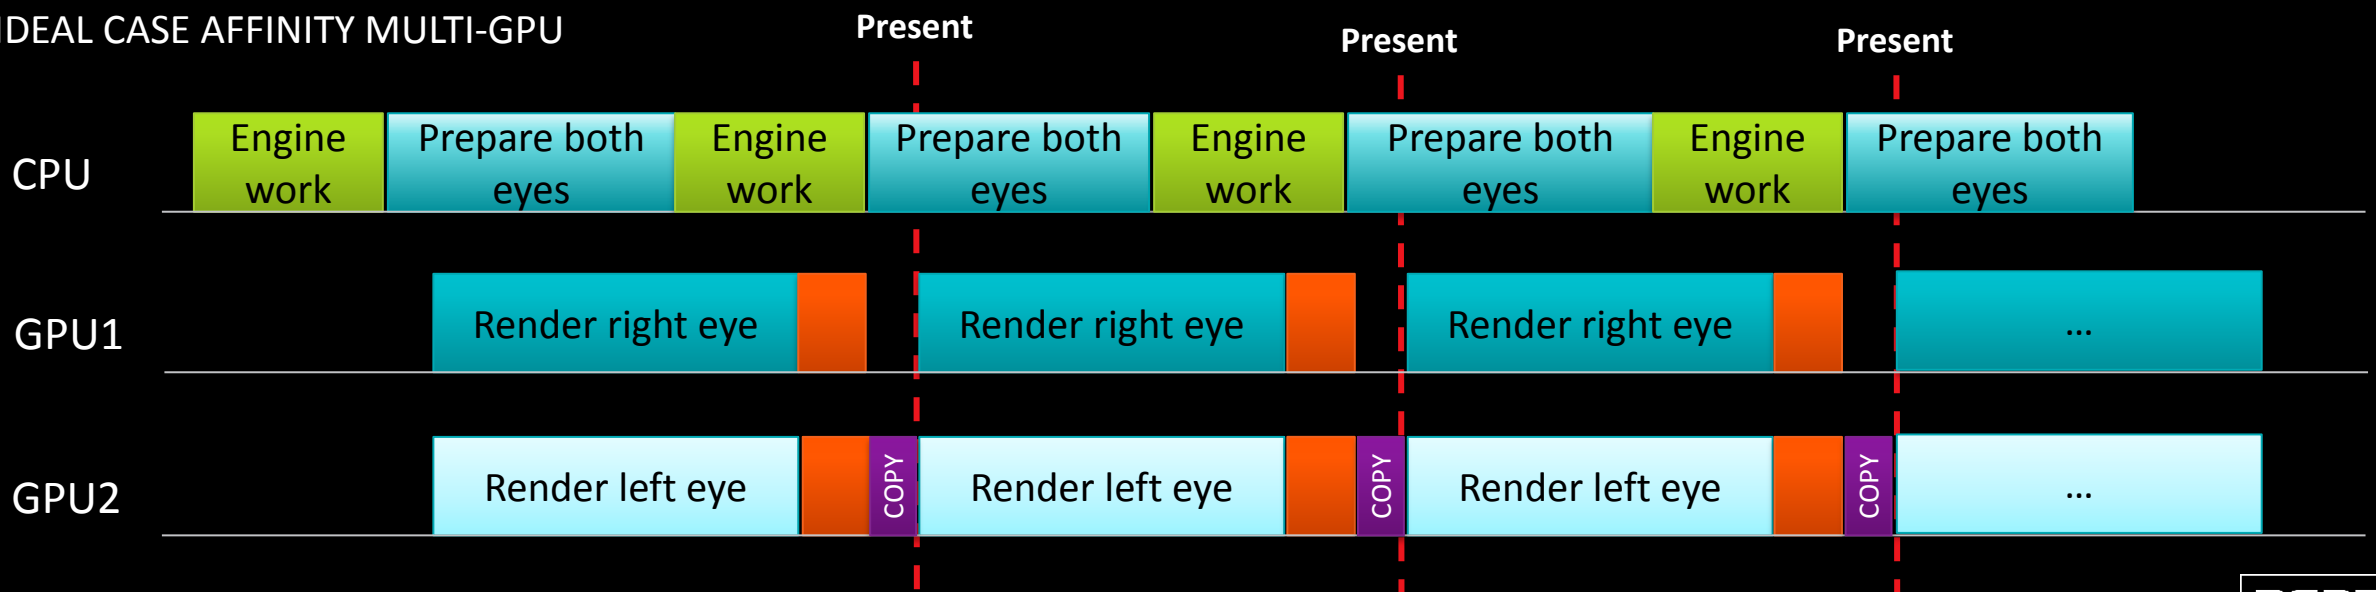 IDEAL CASE AFFINITY MULTI-GPU
Present
Present
Present
CPU
Engine
work
Prepare both
eyes
Engine
work
Prepare both
eyes
Engine
work
Prepare both
eyes
Engine
work
Prepare both
eyes
GPU1
Render right eye
Render right eye
Render right eye
...
GPU2
Render left eye
COPY
Render left eye
COPY
Render left eye
COPY
...